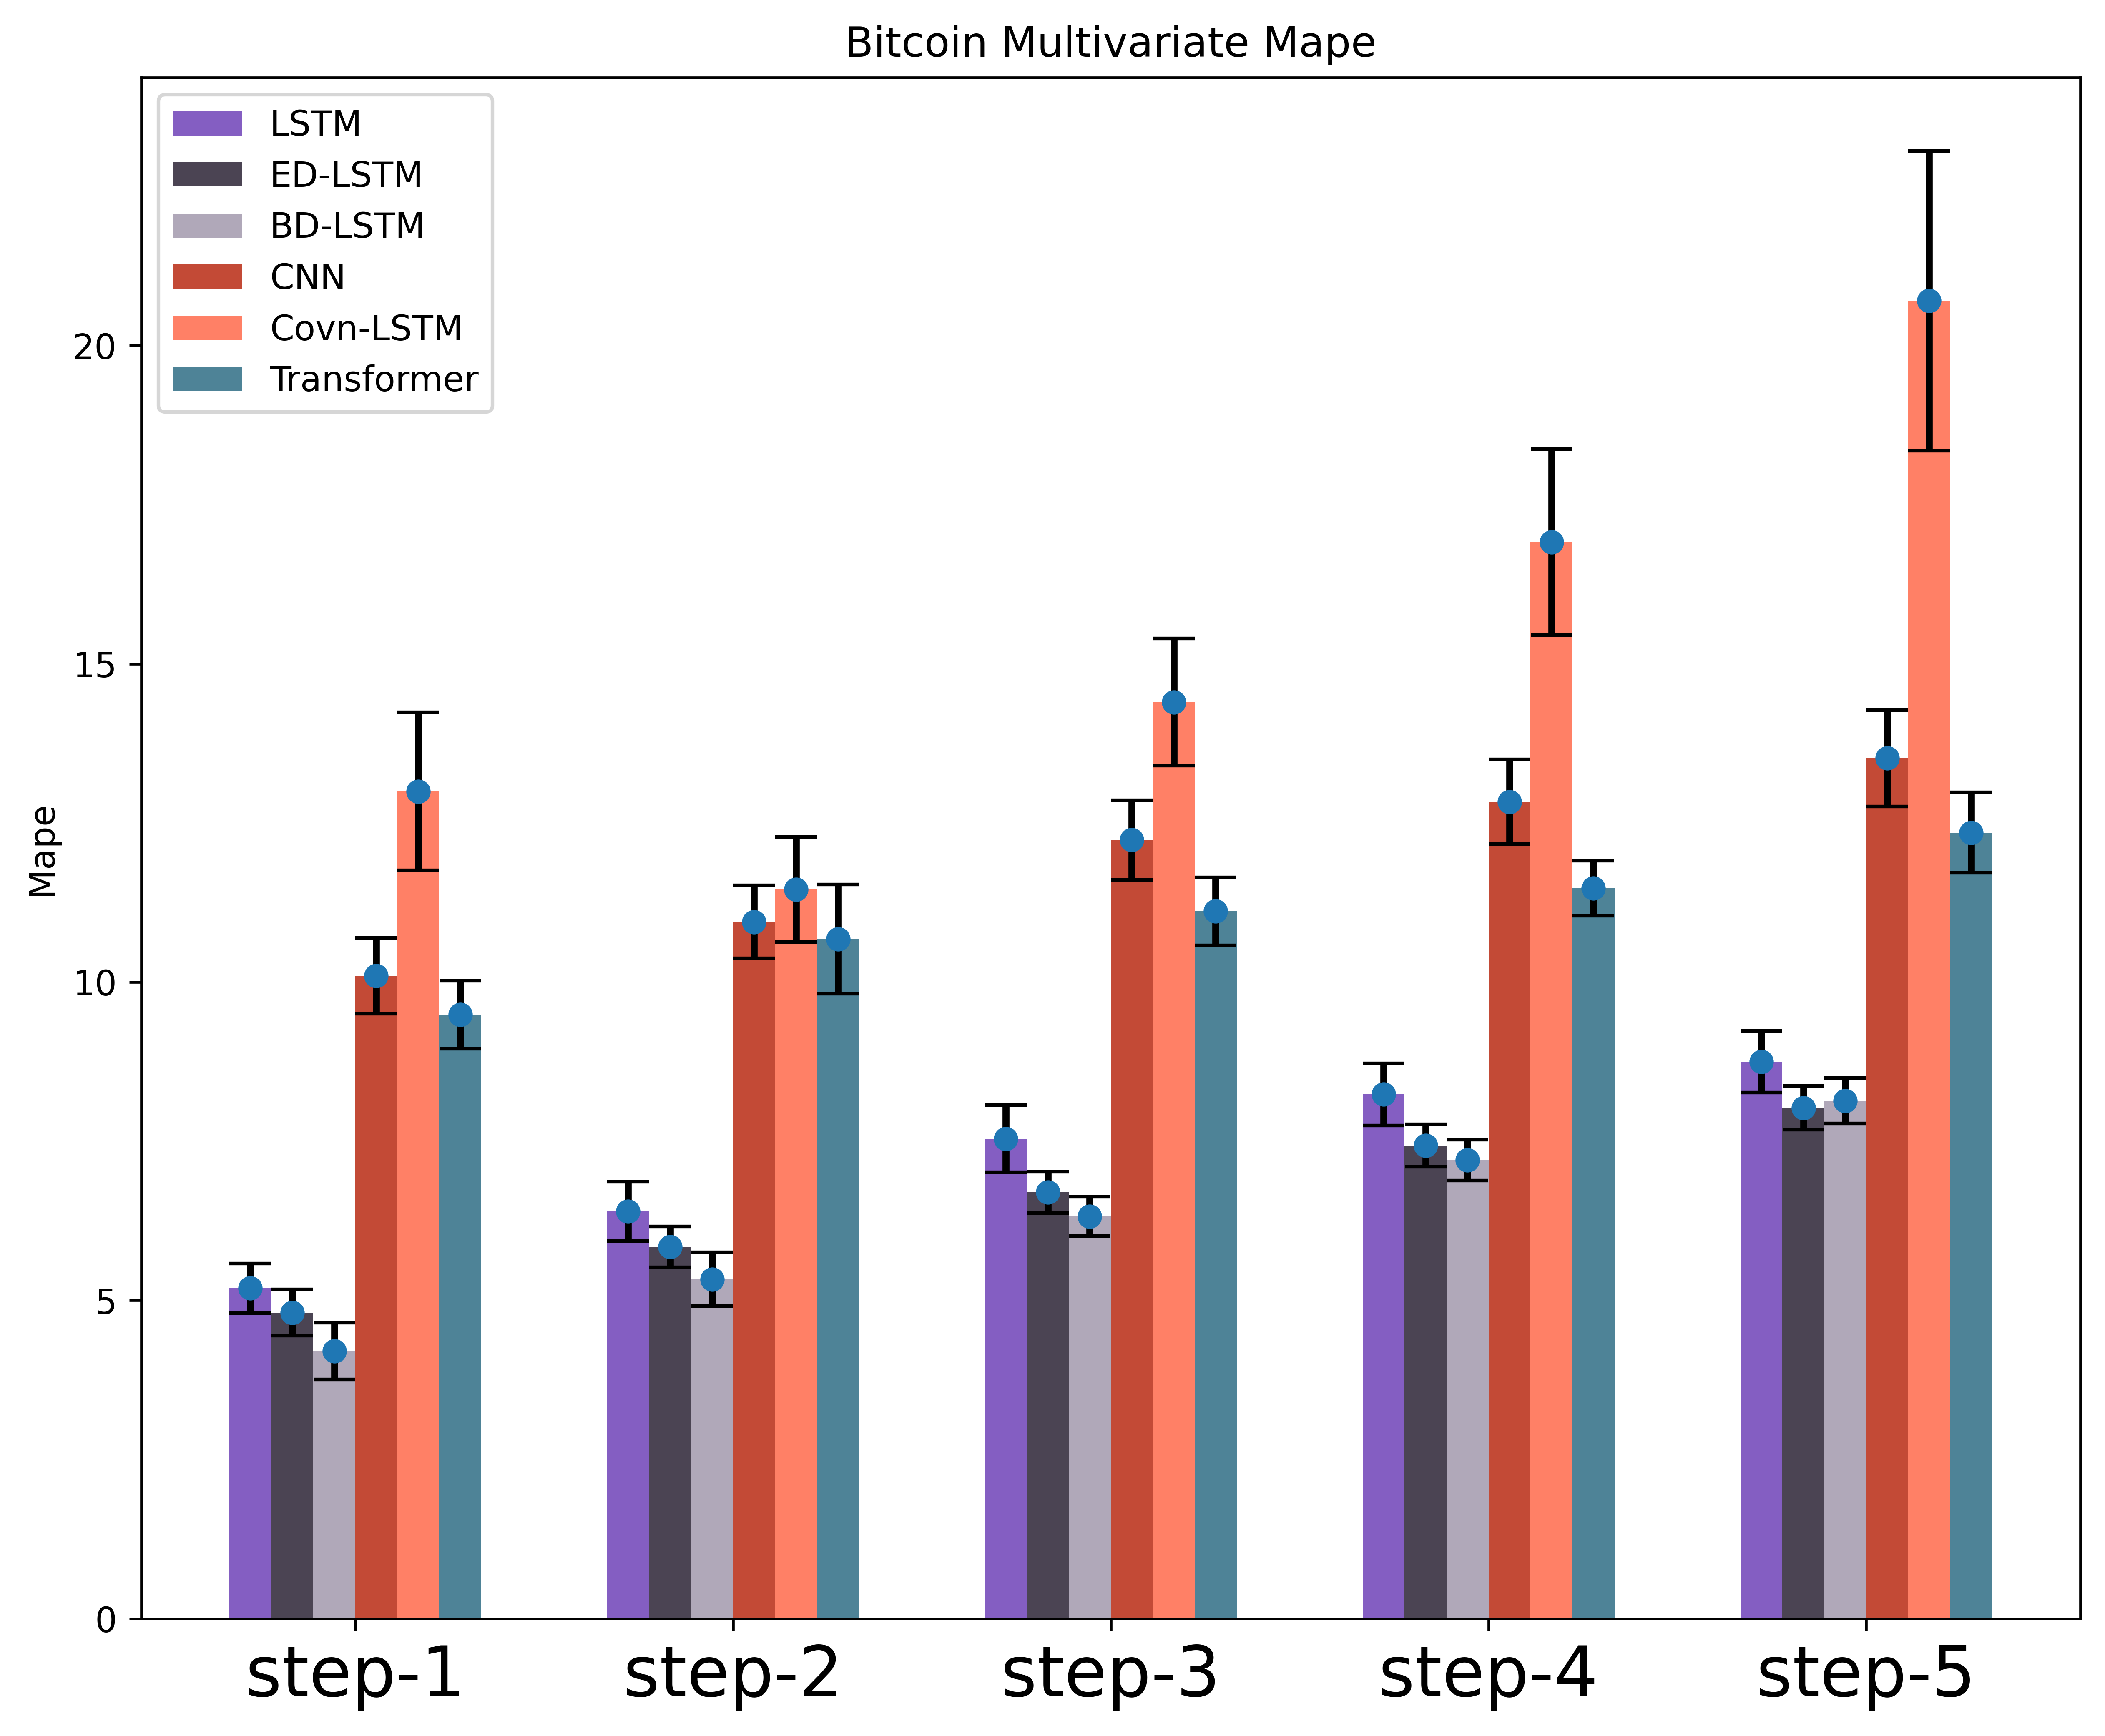 Bitcoin Multivariate Mape
LSTM
ED-LSTM
BD-LSTM
CNN
Covn-LSTM
Transformer
Mape
20
15
10
5
0
step-1
step-2
step-3
step-4
step-5